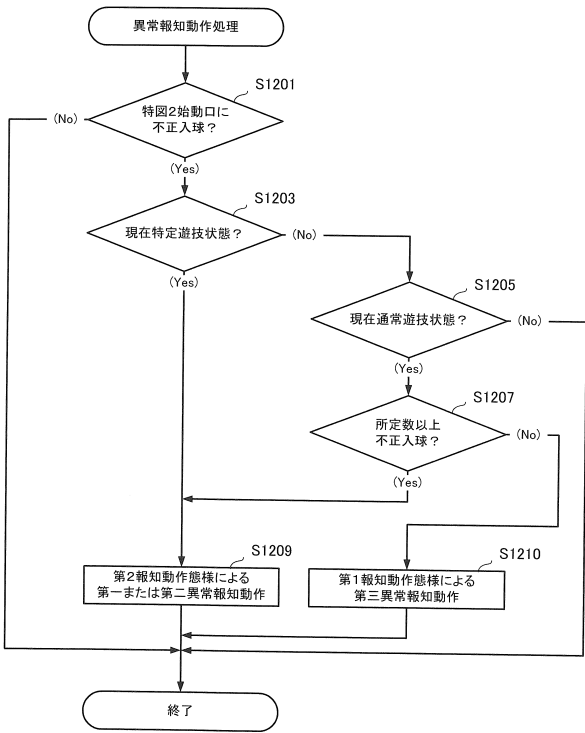 異常報知動作処理
S1201
特図2始動口に
不正入球？
(No)
(Yes)
S1203
現在特定遊技状態？
(No)
(Yes)
S1205
現在通常遊技状態？
(No)
(Yes)
S1207
所定数以上
不正入球？
(No)
(Yes)
S1209
第2報知動作態様による
第一または第二異常報知動作
S1210
第1報知動作態様による
第三異常報知動作
終了